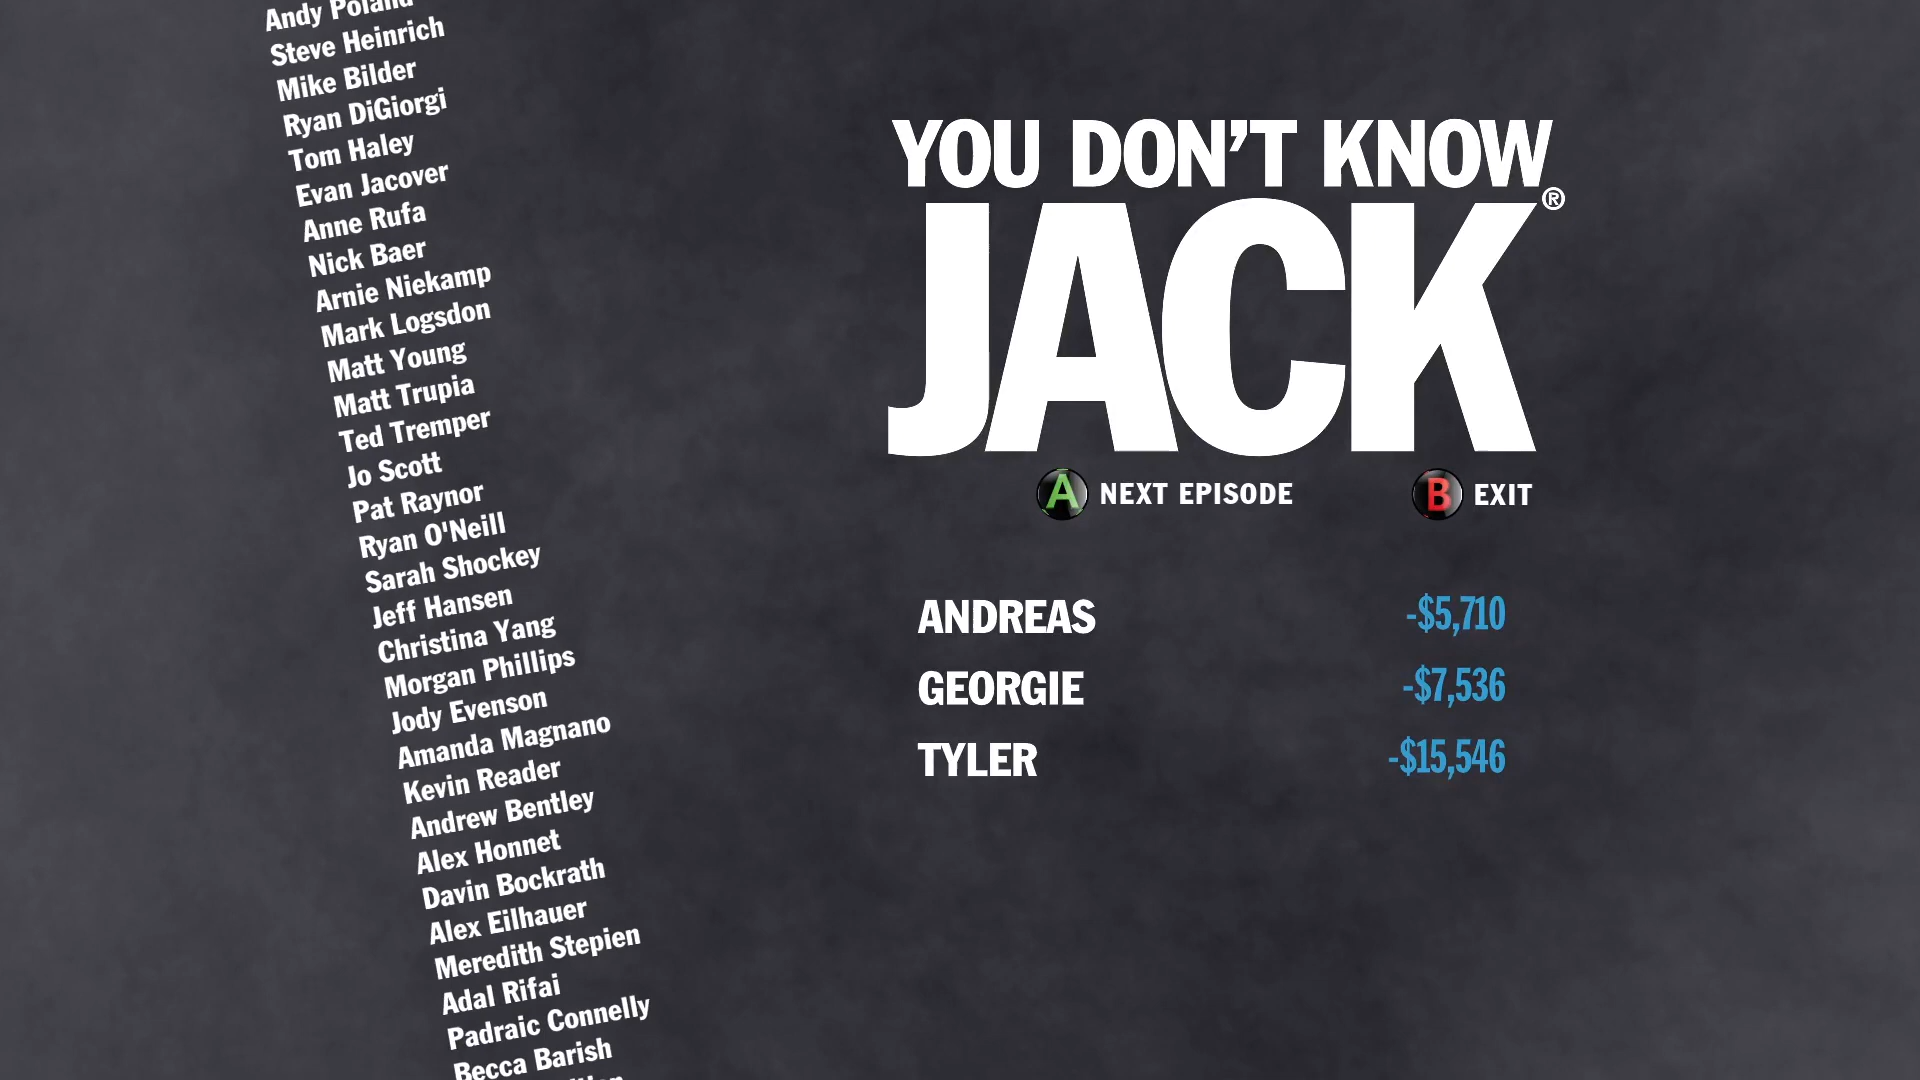 Andy Poland
Steve Heinrich
Mike Bilder
Ryan DiGiorgi
Tom Haley
Evan Jacover
Anne Rufa
Nick Baer
Arnie Niekamp
Mark Logsdon
Matt Young
Matt Trupia
Ted Tremper
Jo Scott
Pat Raynor
Ryan O'Neill
Sarah Shockey
Jeff Hansen
Christina Yang
Morgan Phillips
Jody Evenson
Amanda Magnano
Kevin Reader
Andrew Bentley
Alex Honnet
Davin Bockrath
Alex Eilhauer
Meredith Stepien
Adal Rifai
Padraic Connelly
Becca Barish
YOU DON'T KNOW
JACK®
A NEXT EPISODE B EXIT
ANDREAS -$5,710
GEORGIE -$7,536
TYLER -$15,546